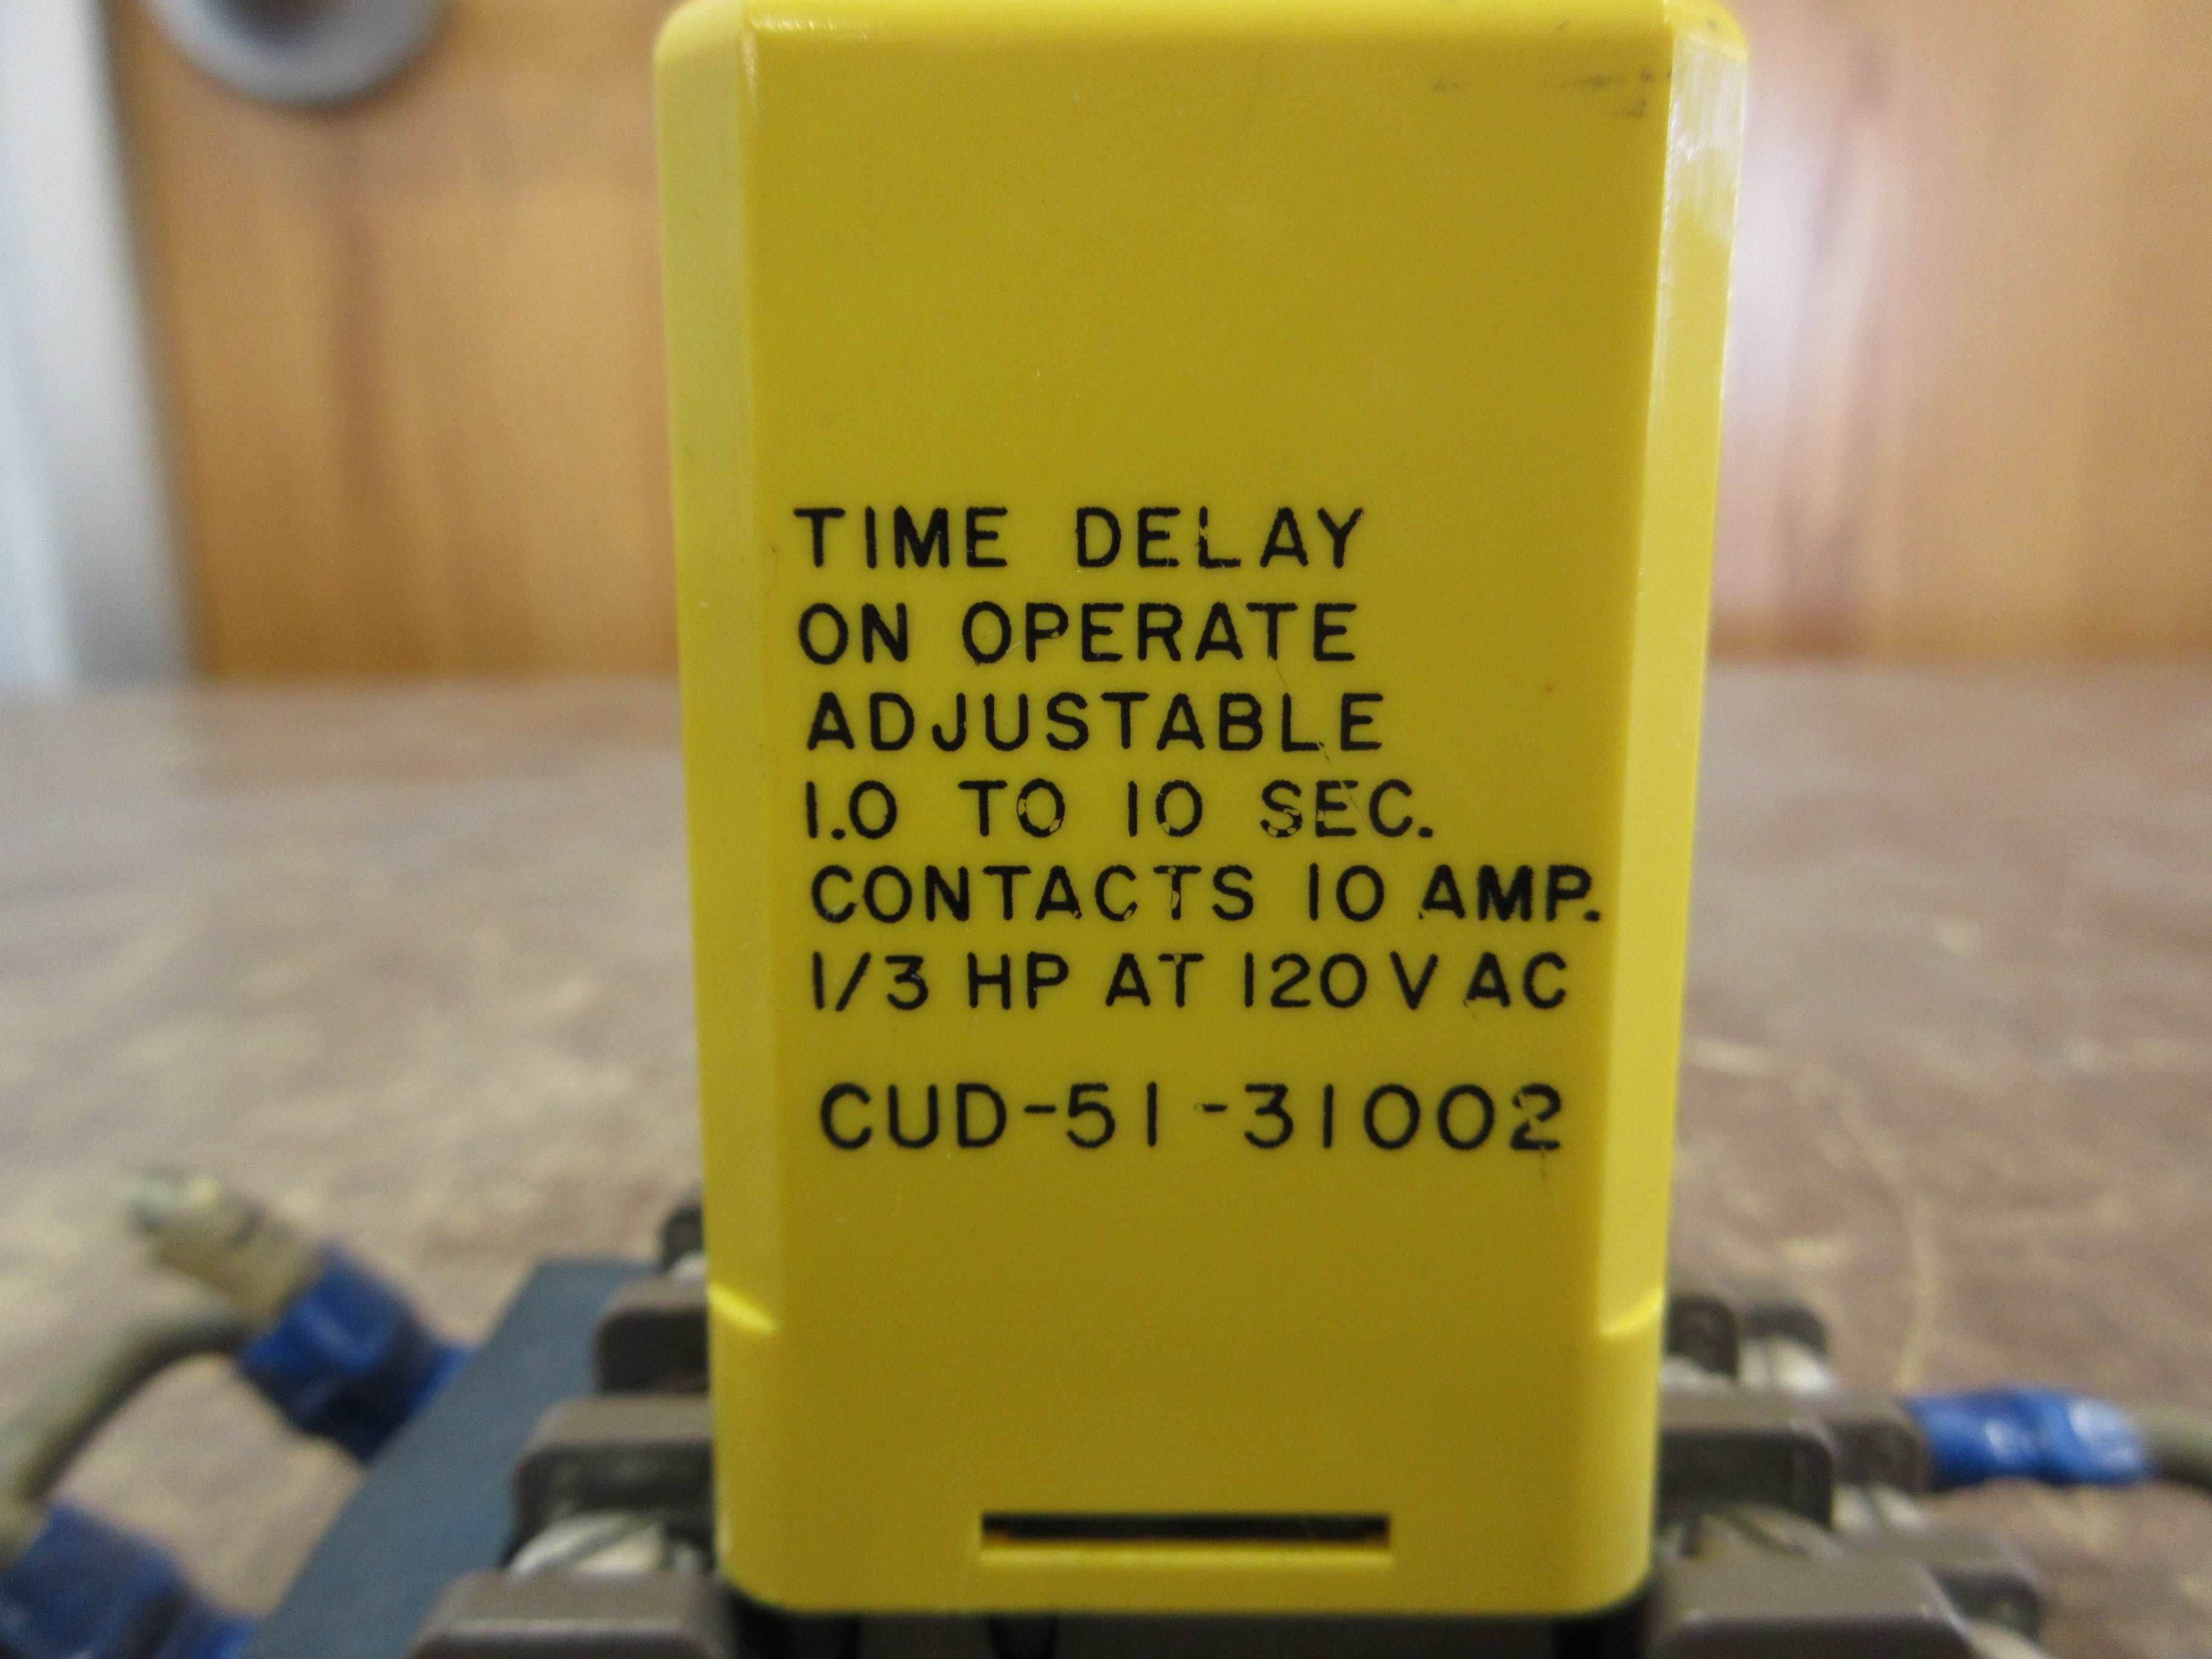 TIME DELAY
ON OPERATE
ADJUSTABLE
1.0 TO 10 SEC.
CONTACTS 10 AMP.
1/3 HP AT 120 V AC
CUD-51-31002